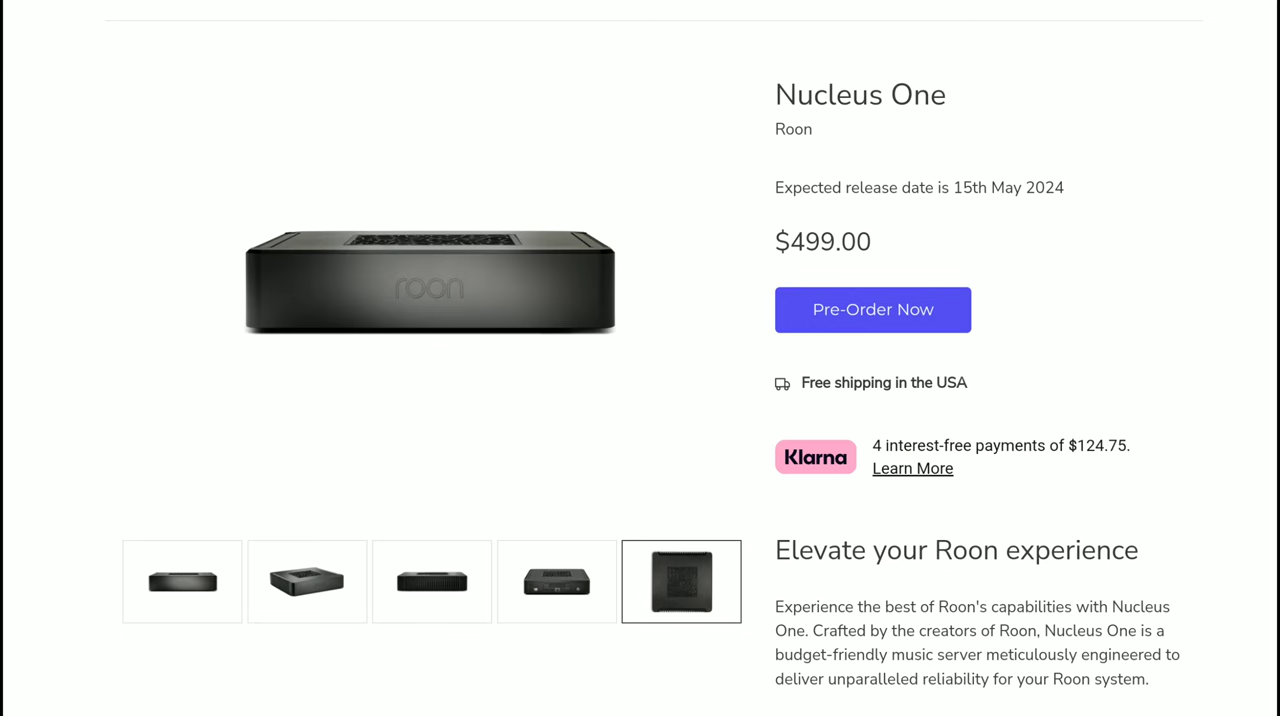 Nucleus One
Roon
Expected release date is 15th May 2024
$499.00
roon
Pre-Order Now
Free shipping in the USA
Klarna
4 interest-free payments of $124.75.
Learn More
Elevate your Roon experience
Experience the best of Roon's capabilities with Nucleus
One. Crafted by the creators of Roon, Nucleus One is a
budget-friendly music server meticulously engineered to
deliver unparalleled reliability for your Roon system.